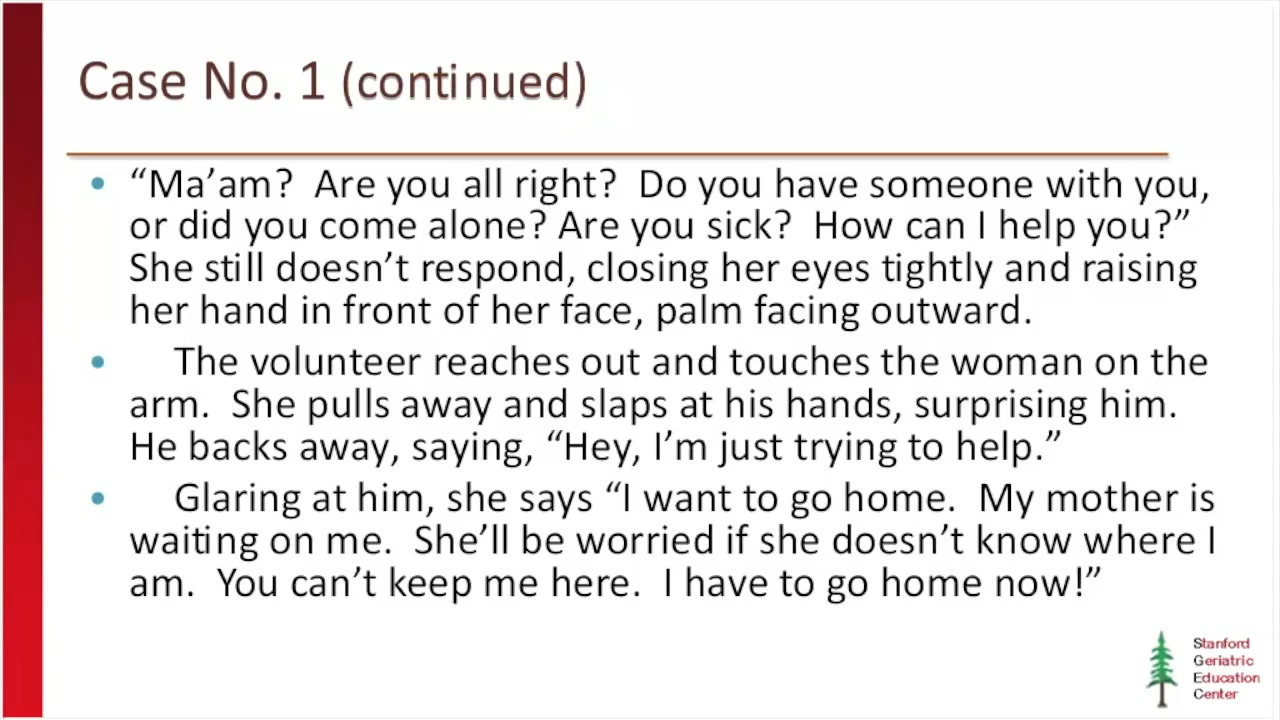 Case No. 1 (continued)
• “Ma’am?  Are you all right?  Do you have someone with you,
or did you come alone? Are you sick?  How can I help you?”
She still doesn’t respond, closing her eyes tightly and raising
her hand in front of her face, palm facing outward.
• The volunteer reaches out and touches the woman on the
arm.  She pulls away and slaps at his hands, surprising him.
He backs away, saying, “Hey, I’m just trying to help.”
• Glaring at him, she says “I want to go home.  My mother is
waiting on me.  She’ll be worried if she doesn’t know where I
am.  You can’t keep me here.  I have to go home now!”
Stanford
Geriatric
Education
Center